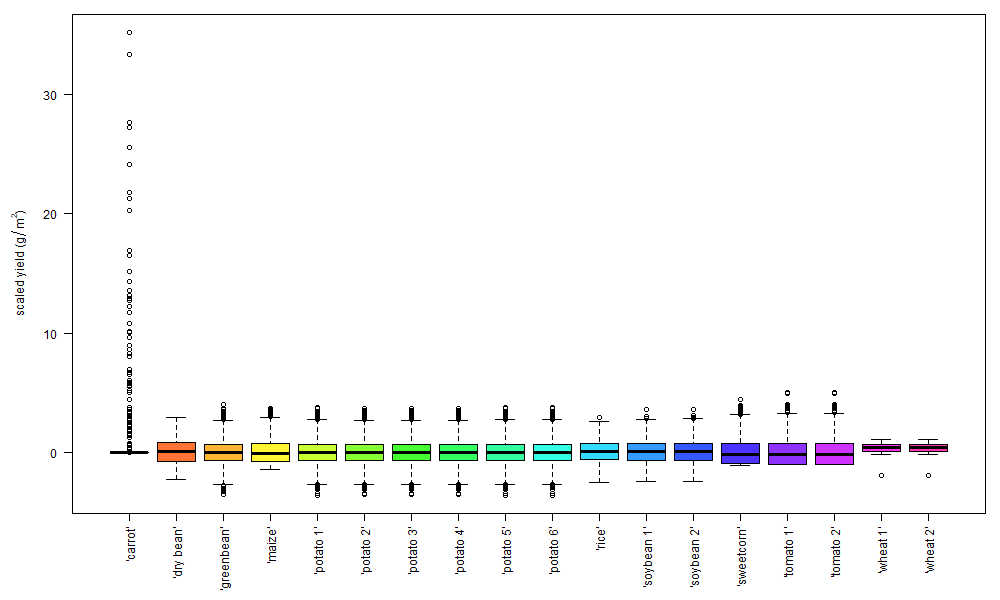 scaled yield (g/m²)
30
20
10
0
'carrot'
'dry bean'
'greenbean'
'maize'
'potato 1'
'potato 2'
'potato 3'
'potato 4'
'potato 5'
'potato 6'
'rice'
'soybean 1'
'soybean 2'
'sweetcorn'
'tomato 1'
'tomato 2'
'wheat 1'
'wheat 2'